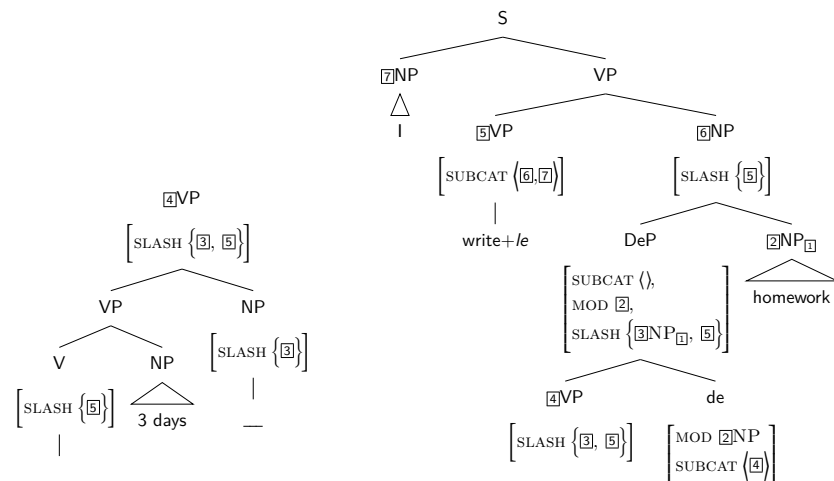 S
7NP VP
I
5VP 6NP
[SUBCAT ⟨6,7⟩] [SLASH {5}]
write+le DeP 2NP1
homework
[SUBCAT ⟨⟩,
MOD 2,
SLASH {3NP1, 5}]
4VP de
[SLASH {3, 5}] [MOD 2NP
SUBCAT ⟨4⟩]
4VP
[SLASH {3, 5}]
VP NP
[SLASH {3}]
V NP
[SLASH {5}] 3 days __